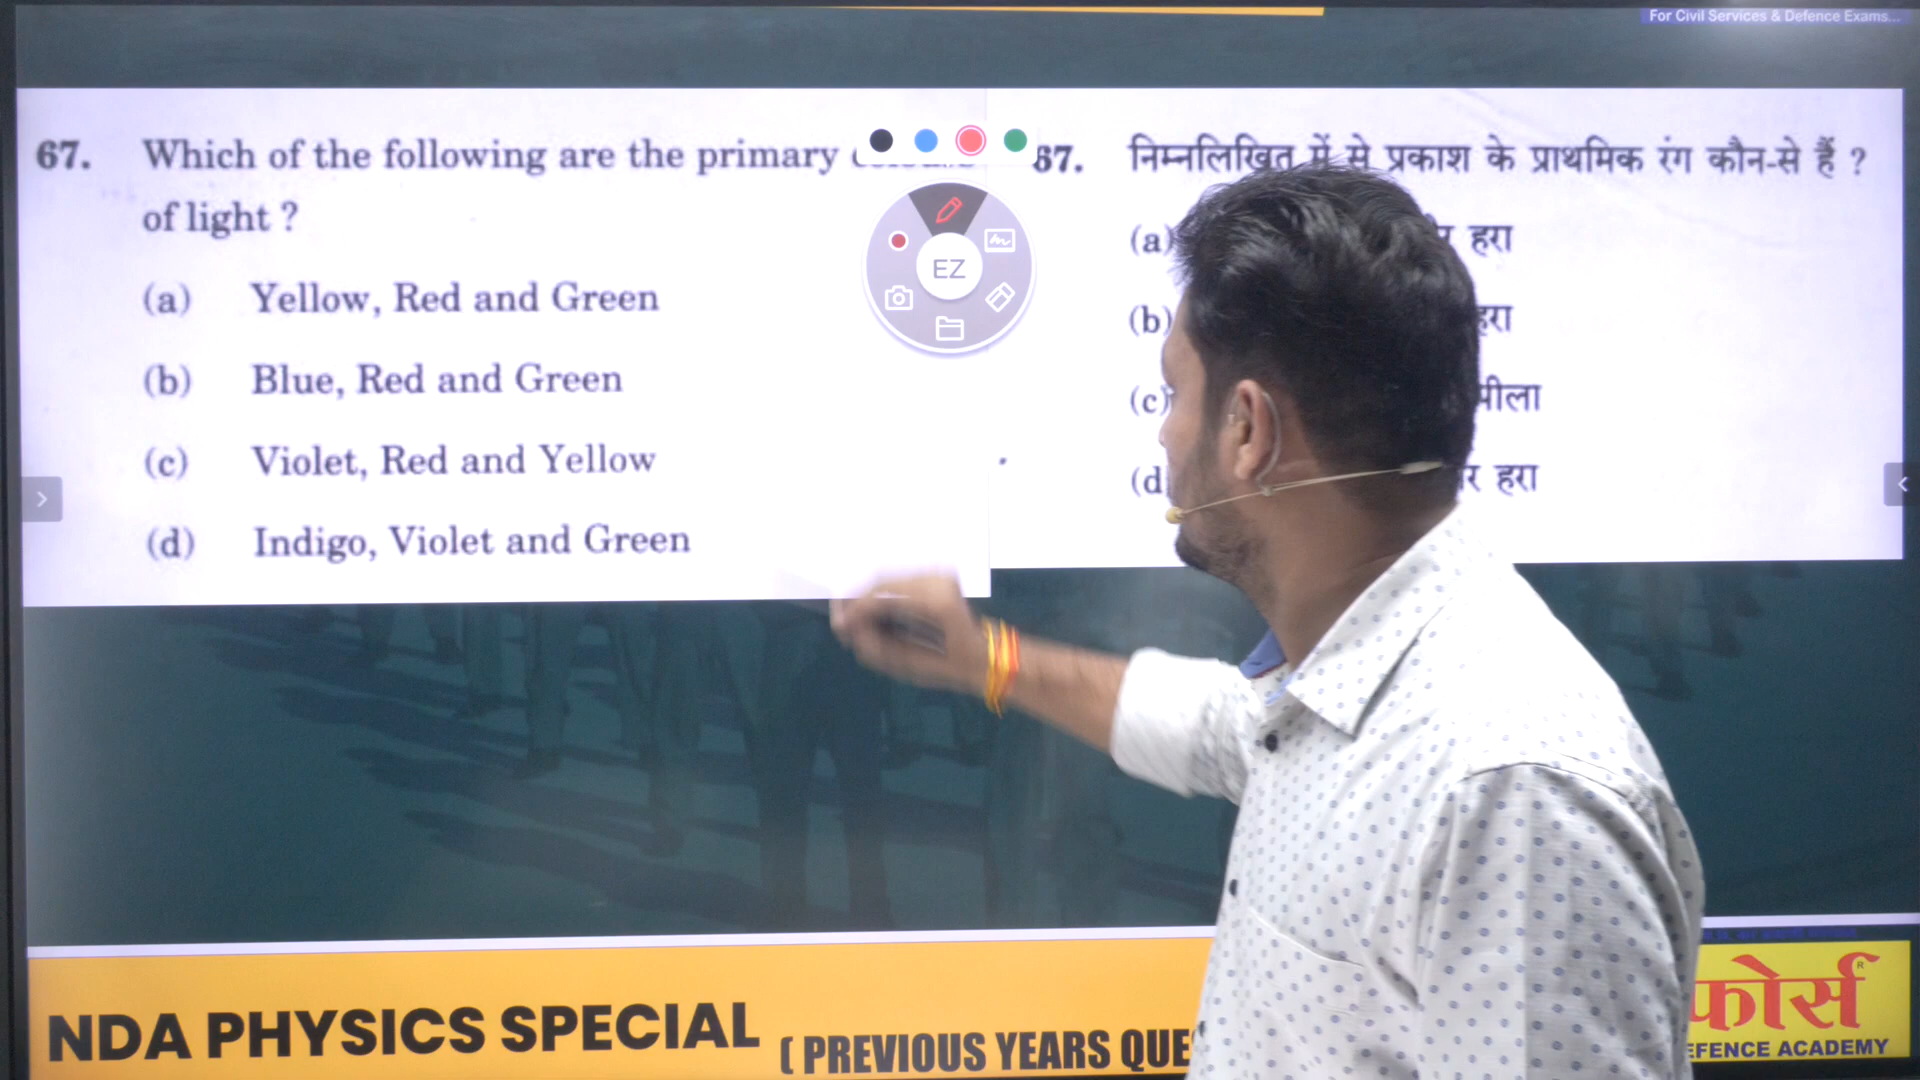 For Civil Services & Defence Exams...
67. Which of the following are the primary
of light ?
(a) Yellow, Red and Green
(b) Blue, Red and Green
(c) Violet, Red and Yellow
(d) Indigo, Violet and Green
67. निम्नलिखित में से प्रकाश के प्राथमिक रंग कौन-से हैं ?
(a) हरा
(b) हरा
(c) पीला
(d) हरा
EZ
NDA PHYSICS SPECIAL
( PREVIOUS YEARS
फोर्स
ACADEMY